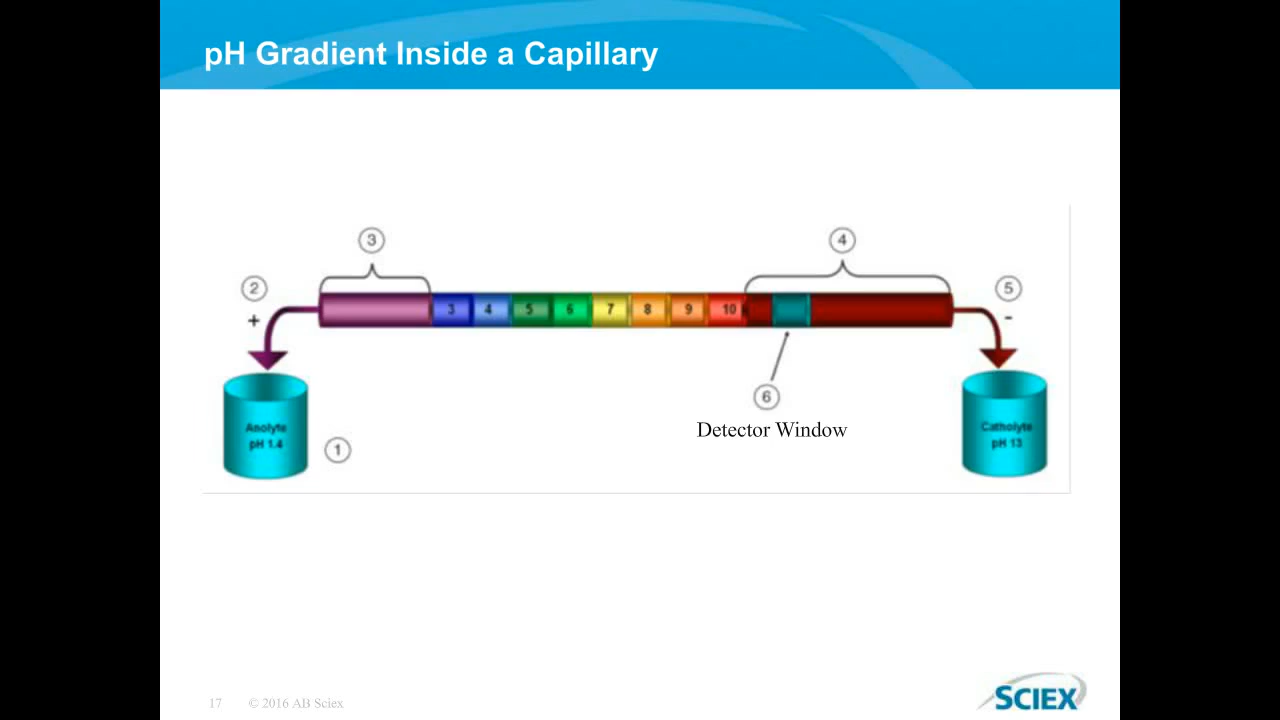 pH Gradient Inside a Capillary
3
4
2
5
+
-
3 4 5 6 7 8 9 10
6
Anolyte
pH 1.4
1
Detector Window
Catholyte
pH 13
17 © 2016 AB Sciex
SCIEX